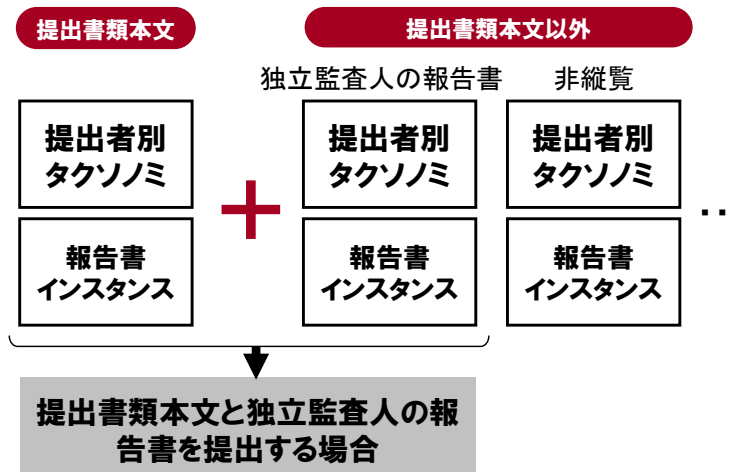 提出書類本文
提出書類本文以外
独立監査人の報告書
非縦覧
提出者別
タクソノミ
+
提出者別
タクソノミ
提出者別
タクソノミ
‥
報告書
インスタンス
報告書
インスタンス
報告書
インスタンス
提出書類本文と独立監査人の報
告書を提出する場合